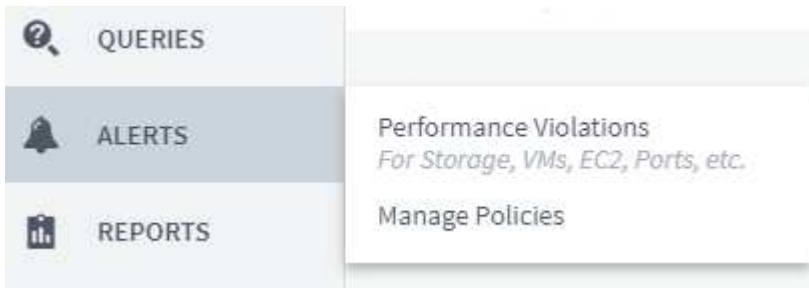 QUERIES
ALERTS
Performance Violations
For Storage, VMs, EC2, Ports, etc.
Manage Policies
REPORTS